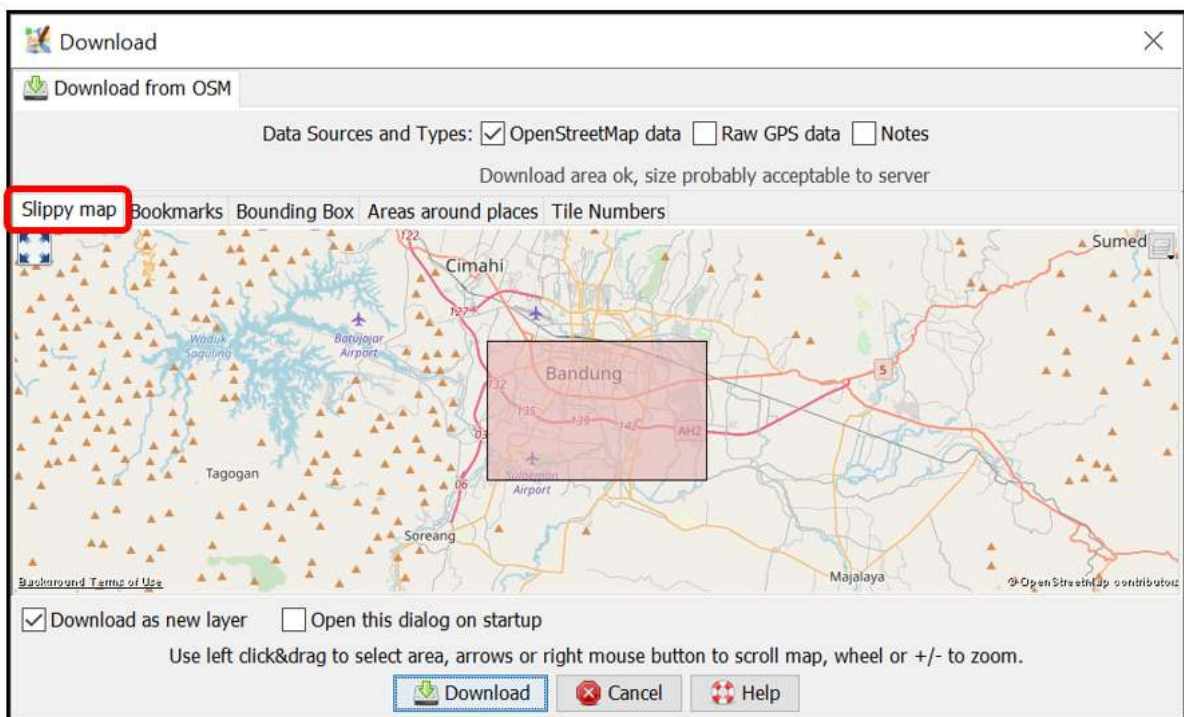 Download
Download from OSM
Data Sources and Types: OpenStreetMap data Raw GPS data Notes
Download area ok, size probably acceptable to server
Slippy map Bookmarks Bounding Box Areas around places Tile Numbers
122
Sumed
Cimahi
127
Waduk
Saguling
Batujajar
Airport
Bandung
5
132
135
139
142
AH2
03
Tagogan
06
Sulaeman
Airport
Soreang
Majalaya
Background Terms of Use
© OpenStreetMap contributors
Download as new layer Open this dialog on startup
Use left click&drag to select area, arrows or right mouse button to scroll map, wheel or +/- to zoom.
Download Cancel Help